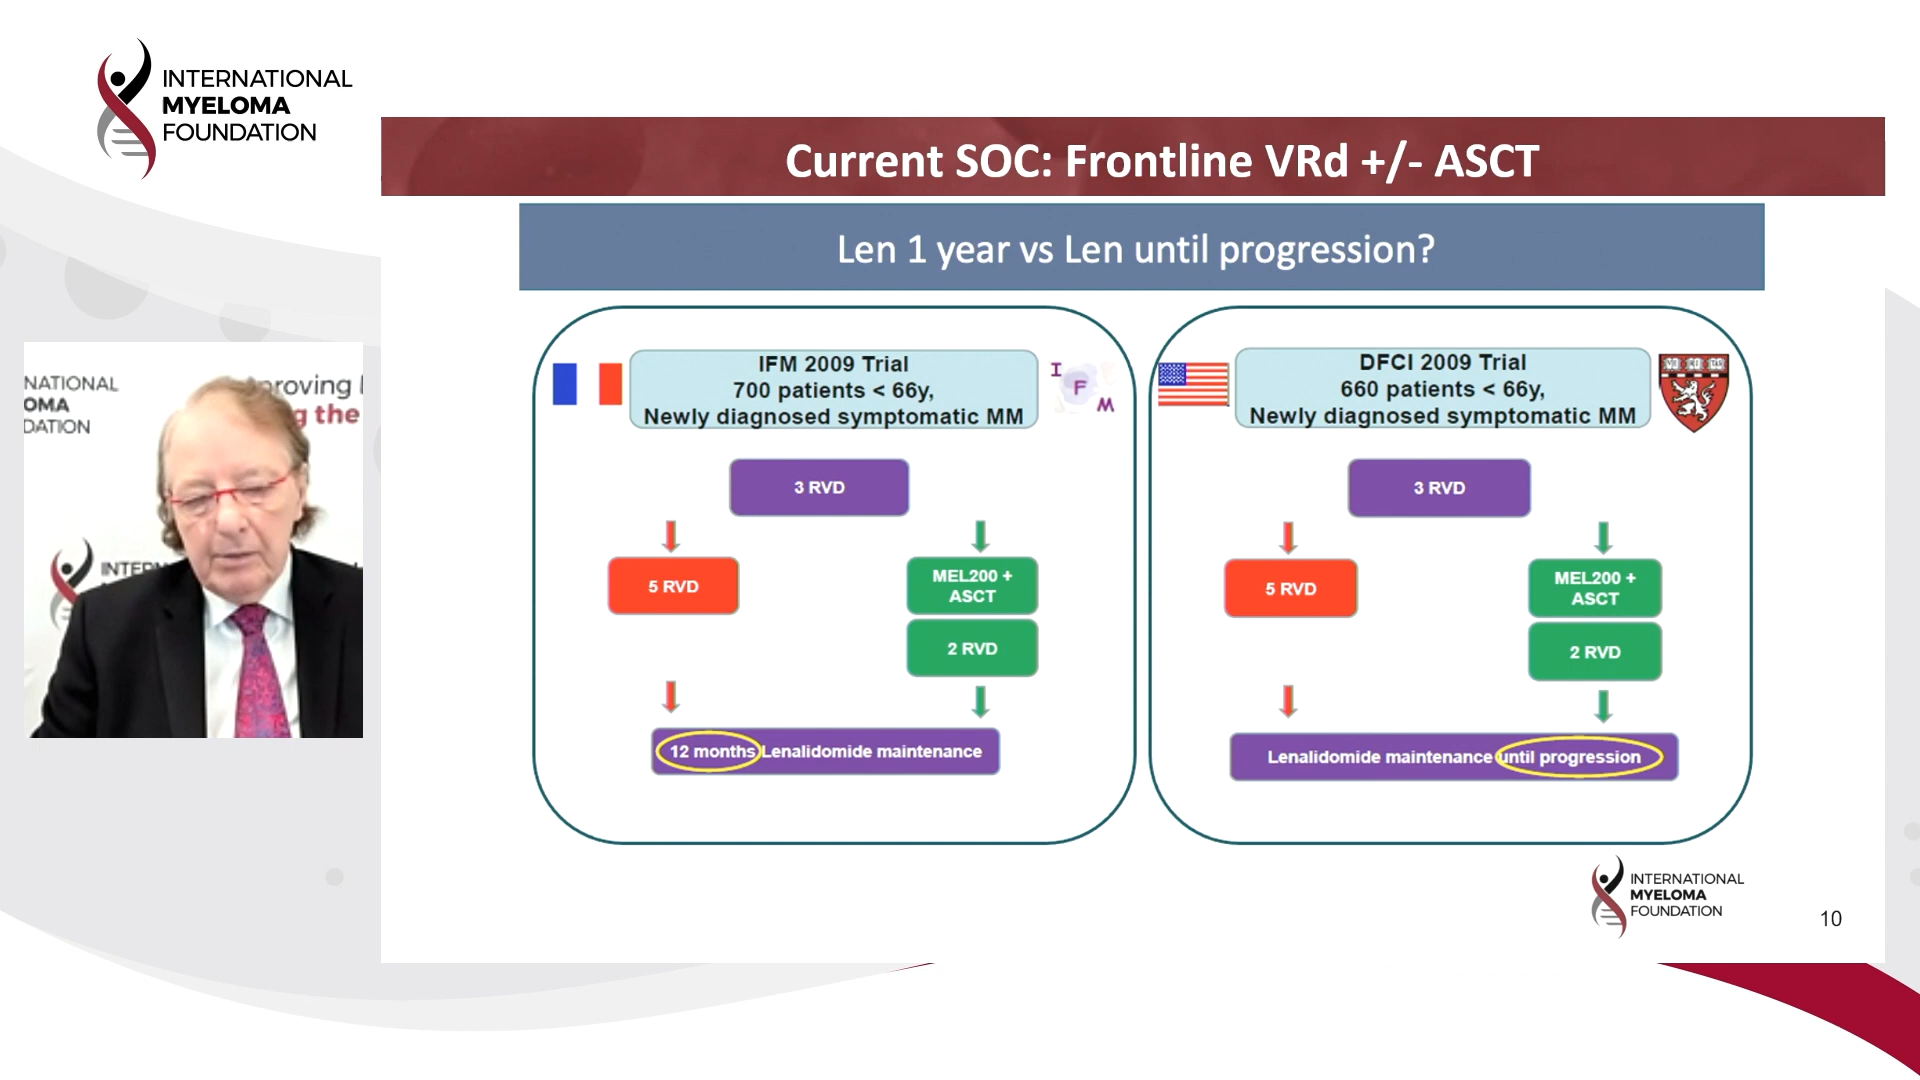 INTERNATIONAL
MYELOMA
FOUNDATION
Current SOC: Frontline VRd +/- ASCT
Len 1 year vs Len until progression?
IFM 2009 Trial
700 patients < 66y,
Newly diagnosed symptomatic MM
I
F
M
3 RVD
5 RVD
MEL200 +
ASCT
2 RVD
12 months Lenalidomide maintenance
DFCI 2009 Trial
660 patients < 66y,
Newly diagnosed symptomatic MM
3 RVD
5 RVD
MEL200 +
ASCT
2 RVD
Lenalidomide maintenance until progression
NATIONAL
OMA
DATION
proving
g the
INTERN
INTERNATIONAL
MYELOMA
FOUNDATION
10